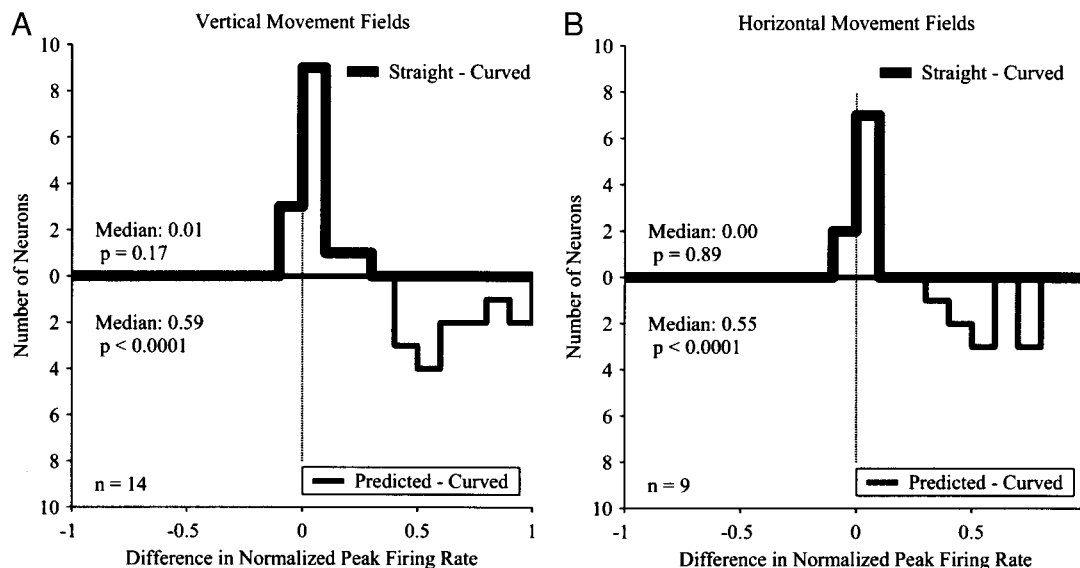 A
Vertical Movement Fields
Straight - Curved
10
8
6
4
2
0
2
4
6
8
10
Number of Neurons
Median: 0.01
p = 0.17
Median: 0.59
p < 0.0001
n = 14
Predicted - Curved
-1
-0.5
0
0.5
1
Difference in Normalized Peak Firing Rate
B
Horizontal Movement Fields
Straight - Curved
10
8
6
4
2
0
2
4
6
8
10
Number of Neurons
Median: 0.00
p = 0.89
Median: 0.55
p < 0.0001
n = 9
Predicted - Curved
-1
-0.5
0
0.5
Difference in Normalized Peak Firing Rate